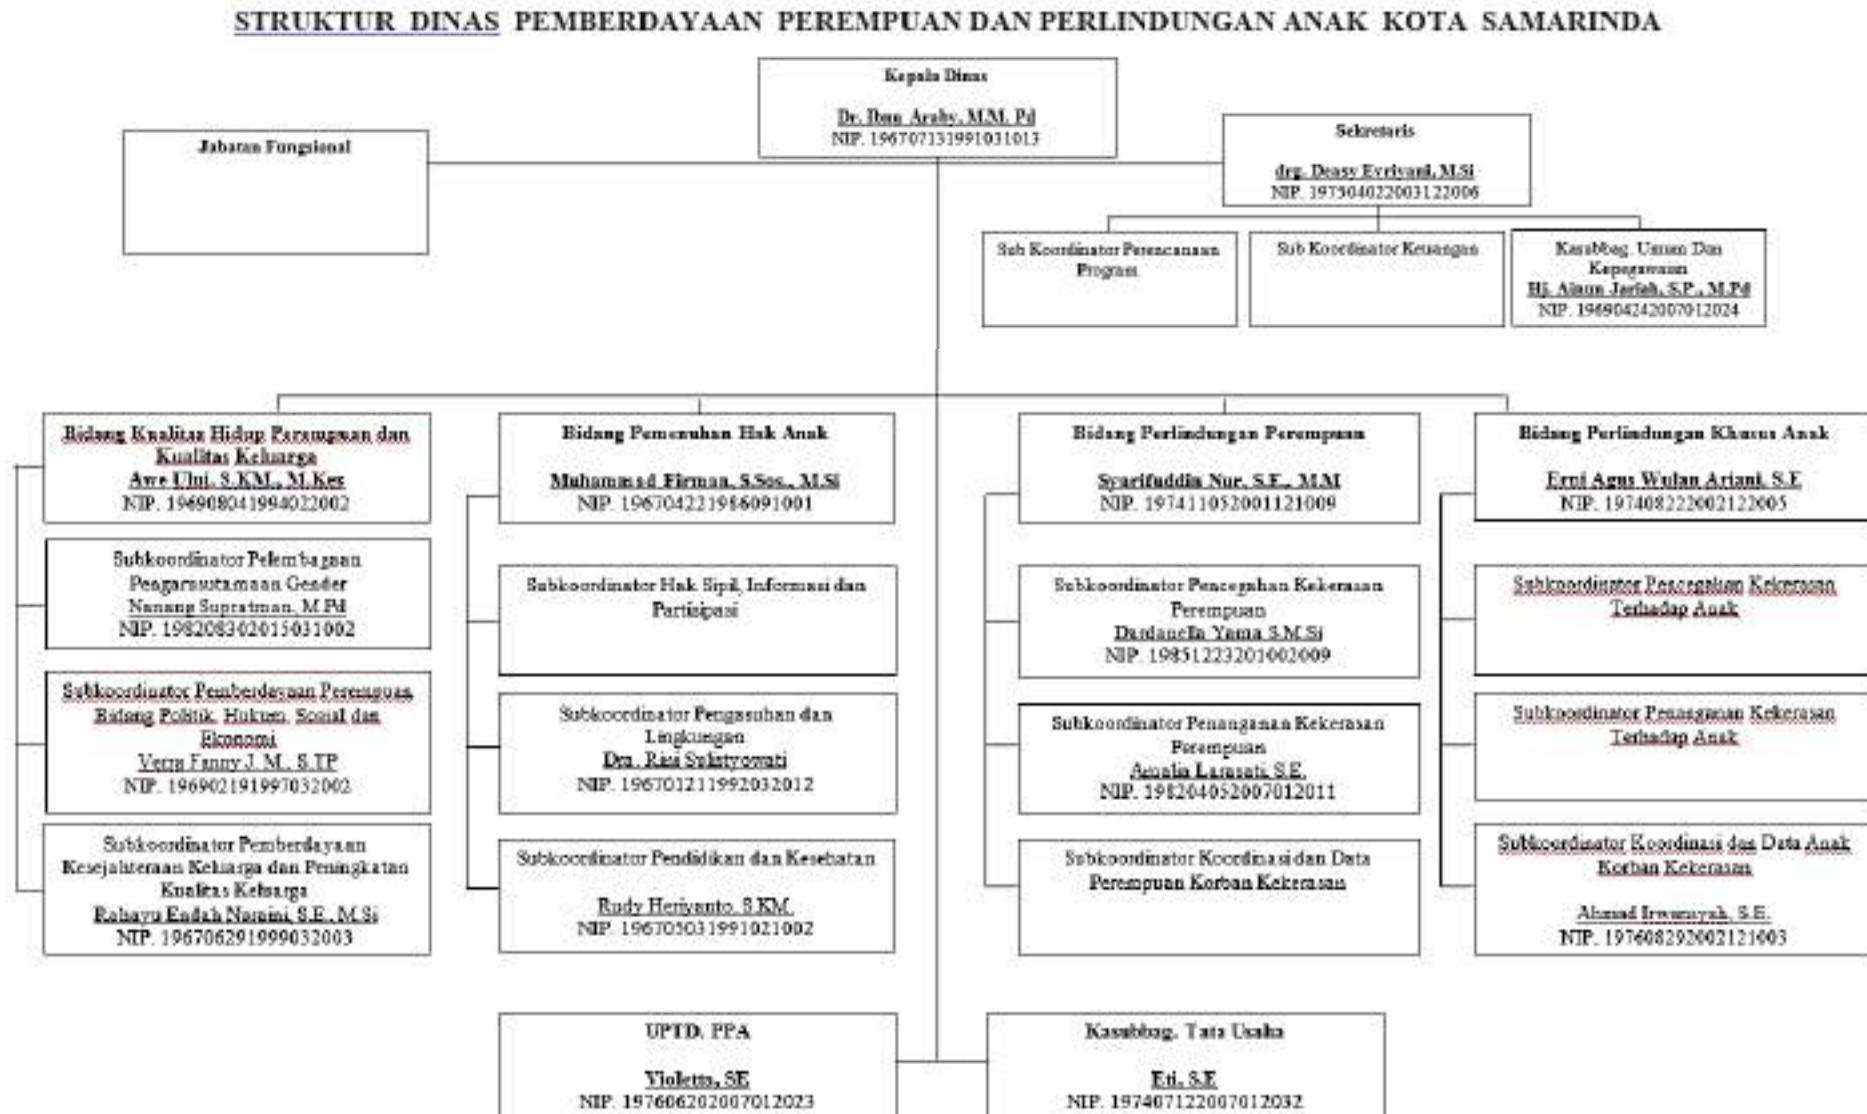 STRUKTUR DINAS PEMBERDAYAAN PEREMPUAN DAN PERLINDUNGAN ANAK KOTA SAMARINDA
Kepala Dinas
Dr. Ibnu Araby, M.M. Pd
NIP. 196707131991031013
Jabatan Fungsional
Sekretaris
drg. Deasy Evriyani, M.Si
NIP. 197504022003122006
Sub Koordinator Perencanaan
Program
Sub Koordinator Keuangan
Kasubbag. Umum Dan
Kepegawaian
Hj. Ainun Jariah, S.P., M.Pd
NIP. 196904242007012024
Bidang Kualitas Hidup Perempuan dan
Kualitas Keluarga
Awe Ului, S.KM., M.Kes
NIP. 196908041994022002
Subkoordinator Pelembagaan
Pengarusutamaan Gender
Nanang Supratman, M.Pd
NIP. 198208302015031002
Subkoordinator Pemberdayaan Perempuan
Bidang Politik, Hukum, Sosial dan
Ekonomi
Verra Fanny J. M., S.TP
NIP. 196902191997032002
Subkoordinator Pemberdayaan
Kesejahteraan Keluarga dan Peningkatan
Kualitas Keluarga
Rahayu Endah Nuraini, S.E., M.Si
NIP. 196706291999032003
Bidang Pemenuhan Hak Anak
Muhammad Firman, S.Sos., M.Si
NIP. 196704221986091001
Subkoordinator Hak Sipil, Informasi dan
Partisipasi
Subkoordinator Pengasuhan dan
Lingkungan
Dra. Rini Sulistyowati
NIP. 196701211992032012
Subkoordinator Pendidikan dan Kesehatan
Rudy Heriyanto, S.KM.
NIP. 196705031991021002
Bidang Perlindungan Perempuan
Syarifuddin Nur, S.E., M.M
NIP. 197411052001121009
Subkoordinator Pencegahan Kekerasan
Perempuan
Dardanella Yama S.M.Si
NIP. 19851223201002009
Subkoordinator Penanganan Kekerasan
Perempuan
Amalia Larasati, S.E.
NIP. 198204052007012011
Subkoordinator Koordinasi dan Data
Perempuan Korban Kekerasan
Bidang Perlindungan Khusus Anak
Erni Agus Wulan Ariani, S.E
NIP. 197408222002122005
Subkoordinator Pencegahan Kekerasan
Terhadap Anak
Subkoordinator Penanganan Kekerasan
Terhadap Anak
Subkoordinator Koordinasi dan Data Anak
Korban Kekerasan
Ahmad Irwansyah, S.E.
NIP. 197608292002121003
UPTD. PPA
Violetta, SE
NIP. 197606202007012023
Kasubbag. Tata Usaha
Eti, S.E
NIP. 197407122007012032